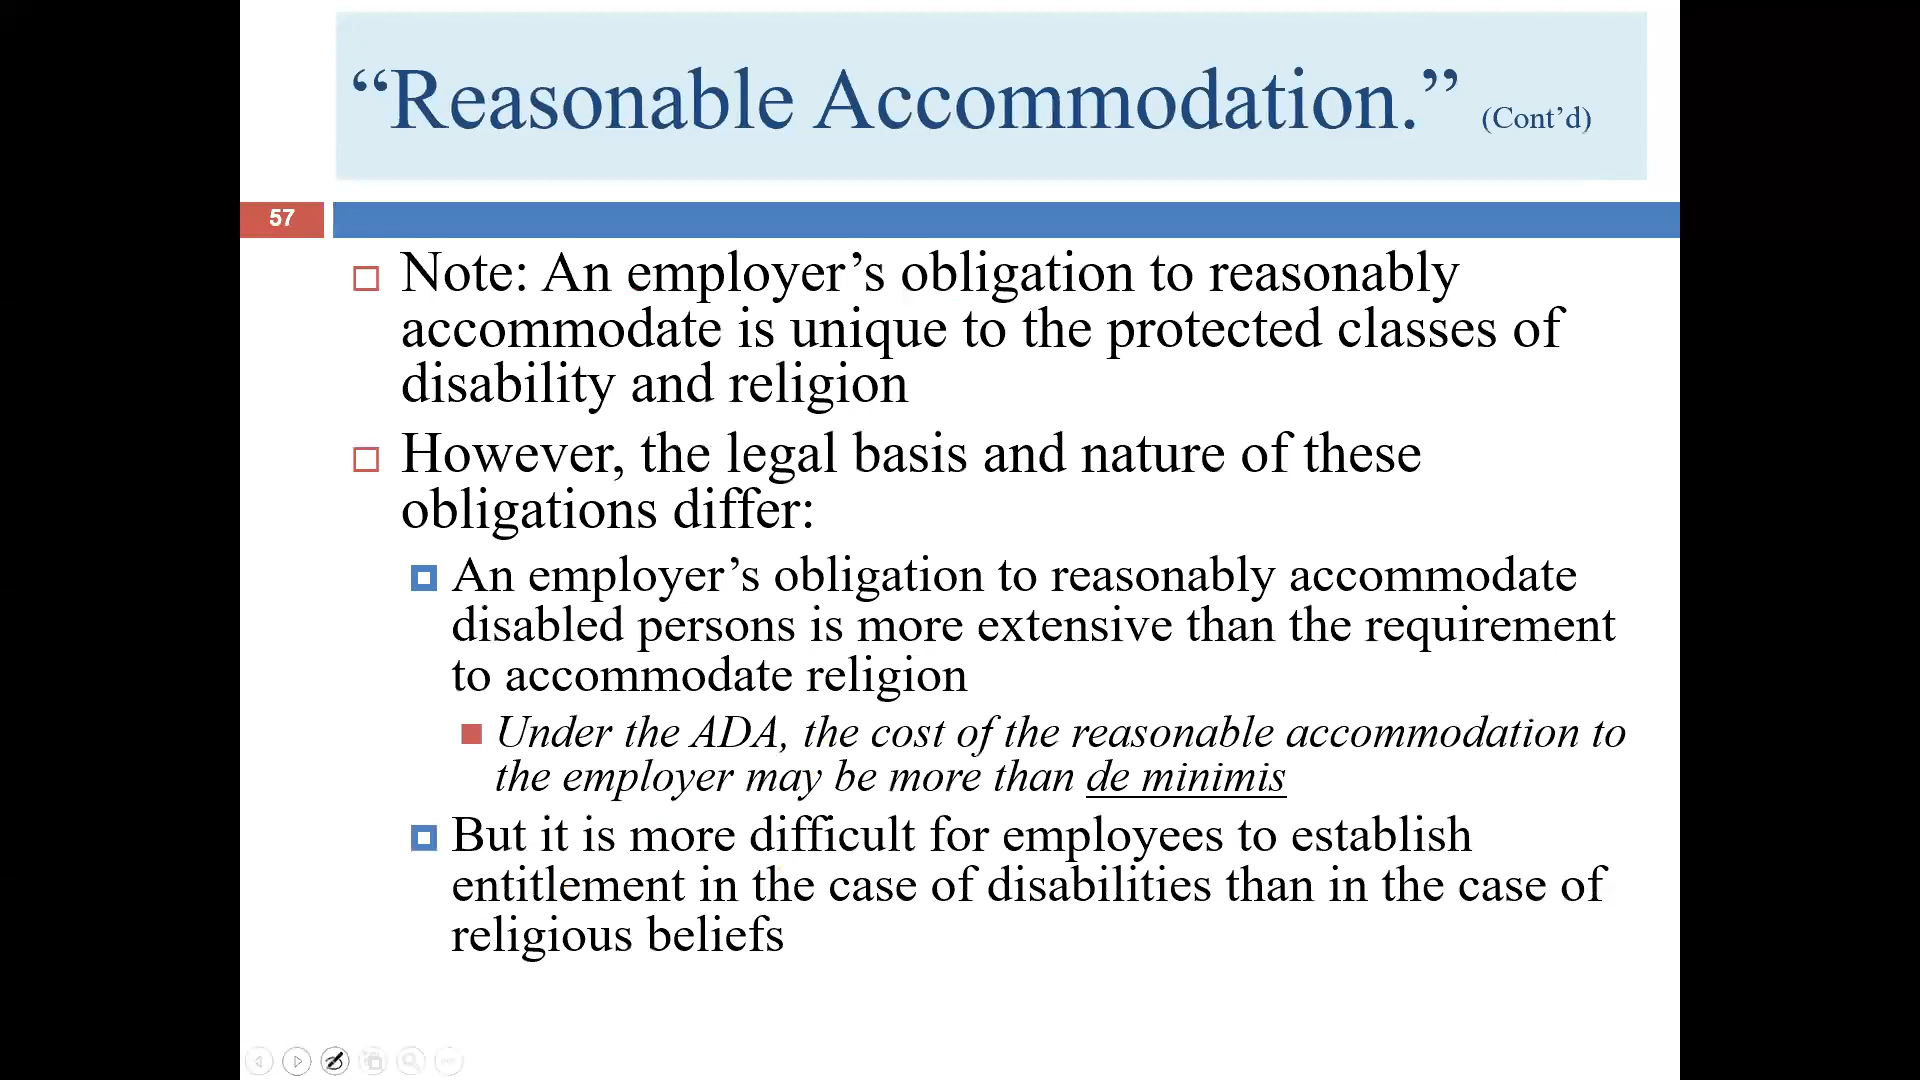 “Reasonable Accommodation.” (Cont’d)
57
Note: An employer’s obligation to reasonably
accommodate is unique to the protected classes of
disability and religion
However, the legal basis and nature of these
obligations differ:
An employer’s obligation to reasonably accommodate
disabled persons is more extensive than the requirement
to accommodate religion
Under the ADA, the cost of the reasonable accommodation to
the employer may be more than de minimis
But it is more difficult for employees to establish
entitlement in the case of disabilities than in the case of
religious beliefs